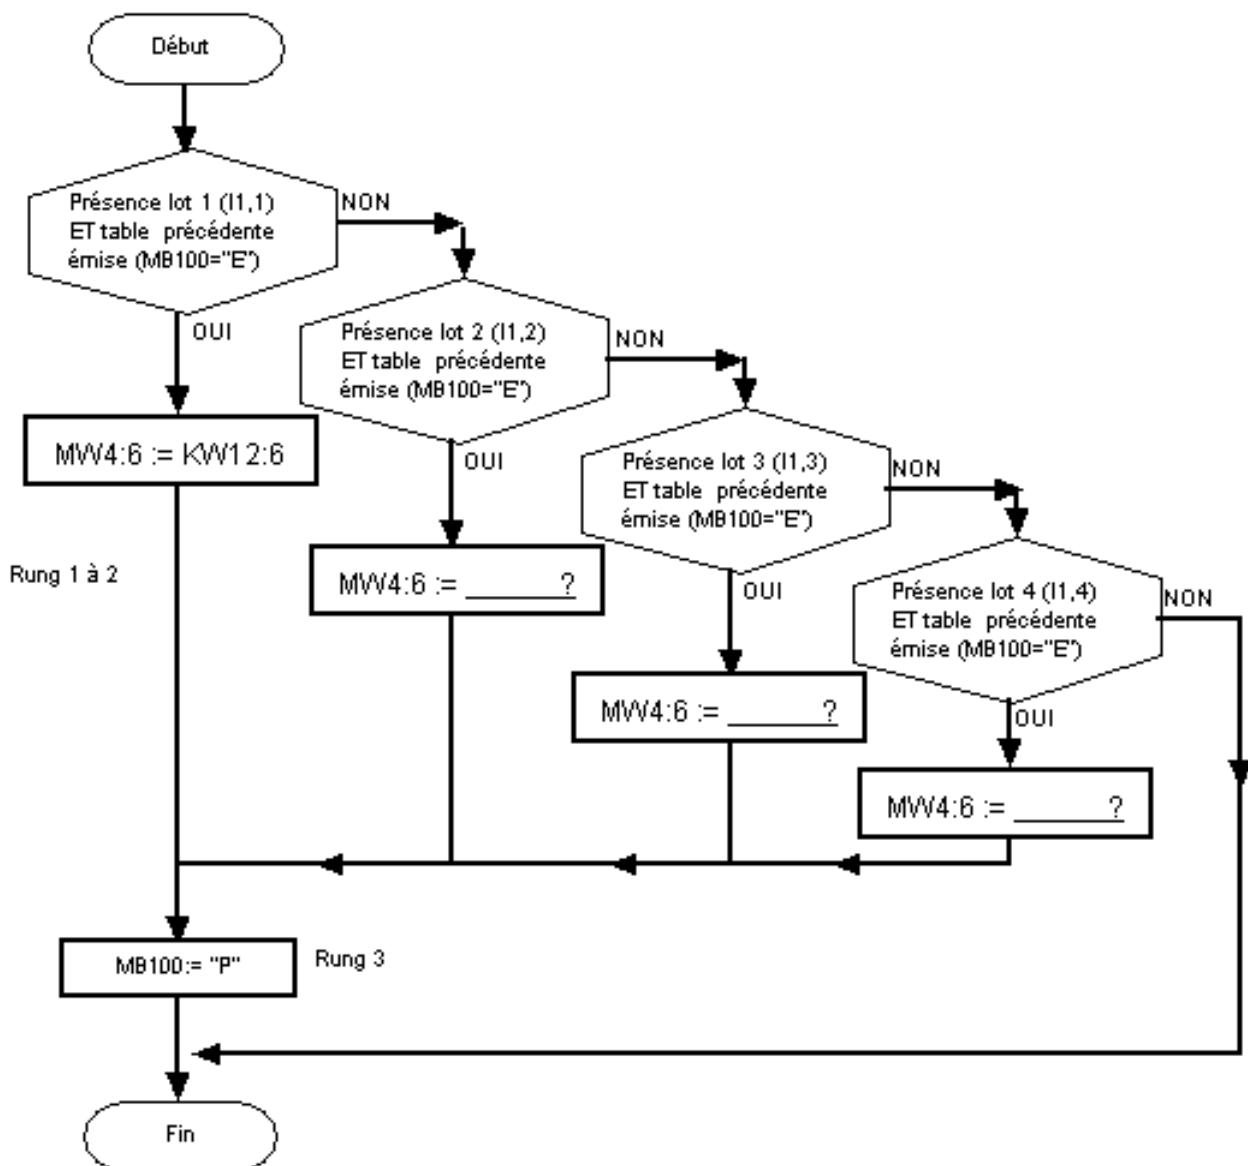 Début
Présence lot 1 (I1,1)
ET table précédente
émise (MB100="E")
NON
OUI
Présence lot 2 (I1,2)
ET table précédente
émise (MB100="E")
NON
OUI
MW4:6 := KW12:6
Présence lot 3 (I1,3)
ET table précédente
émise (MB100="E")
NON
OUI
Rung 1 à 2
MW4:6 := ______?
Présence lot 4 (I1,4)
ET table précédente
émise (MB100="E")
NON
OUI
MW4:6 := ______?
MW4:6 := ______?
MB100:= "P"
Rung 3
Fin